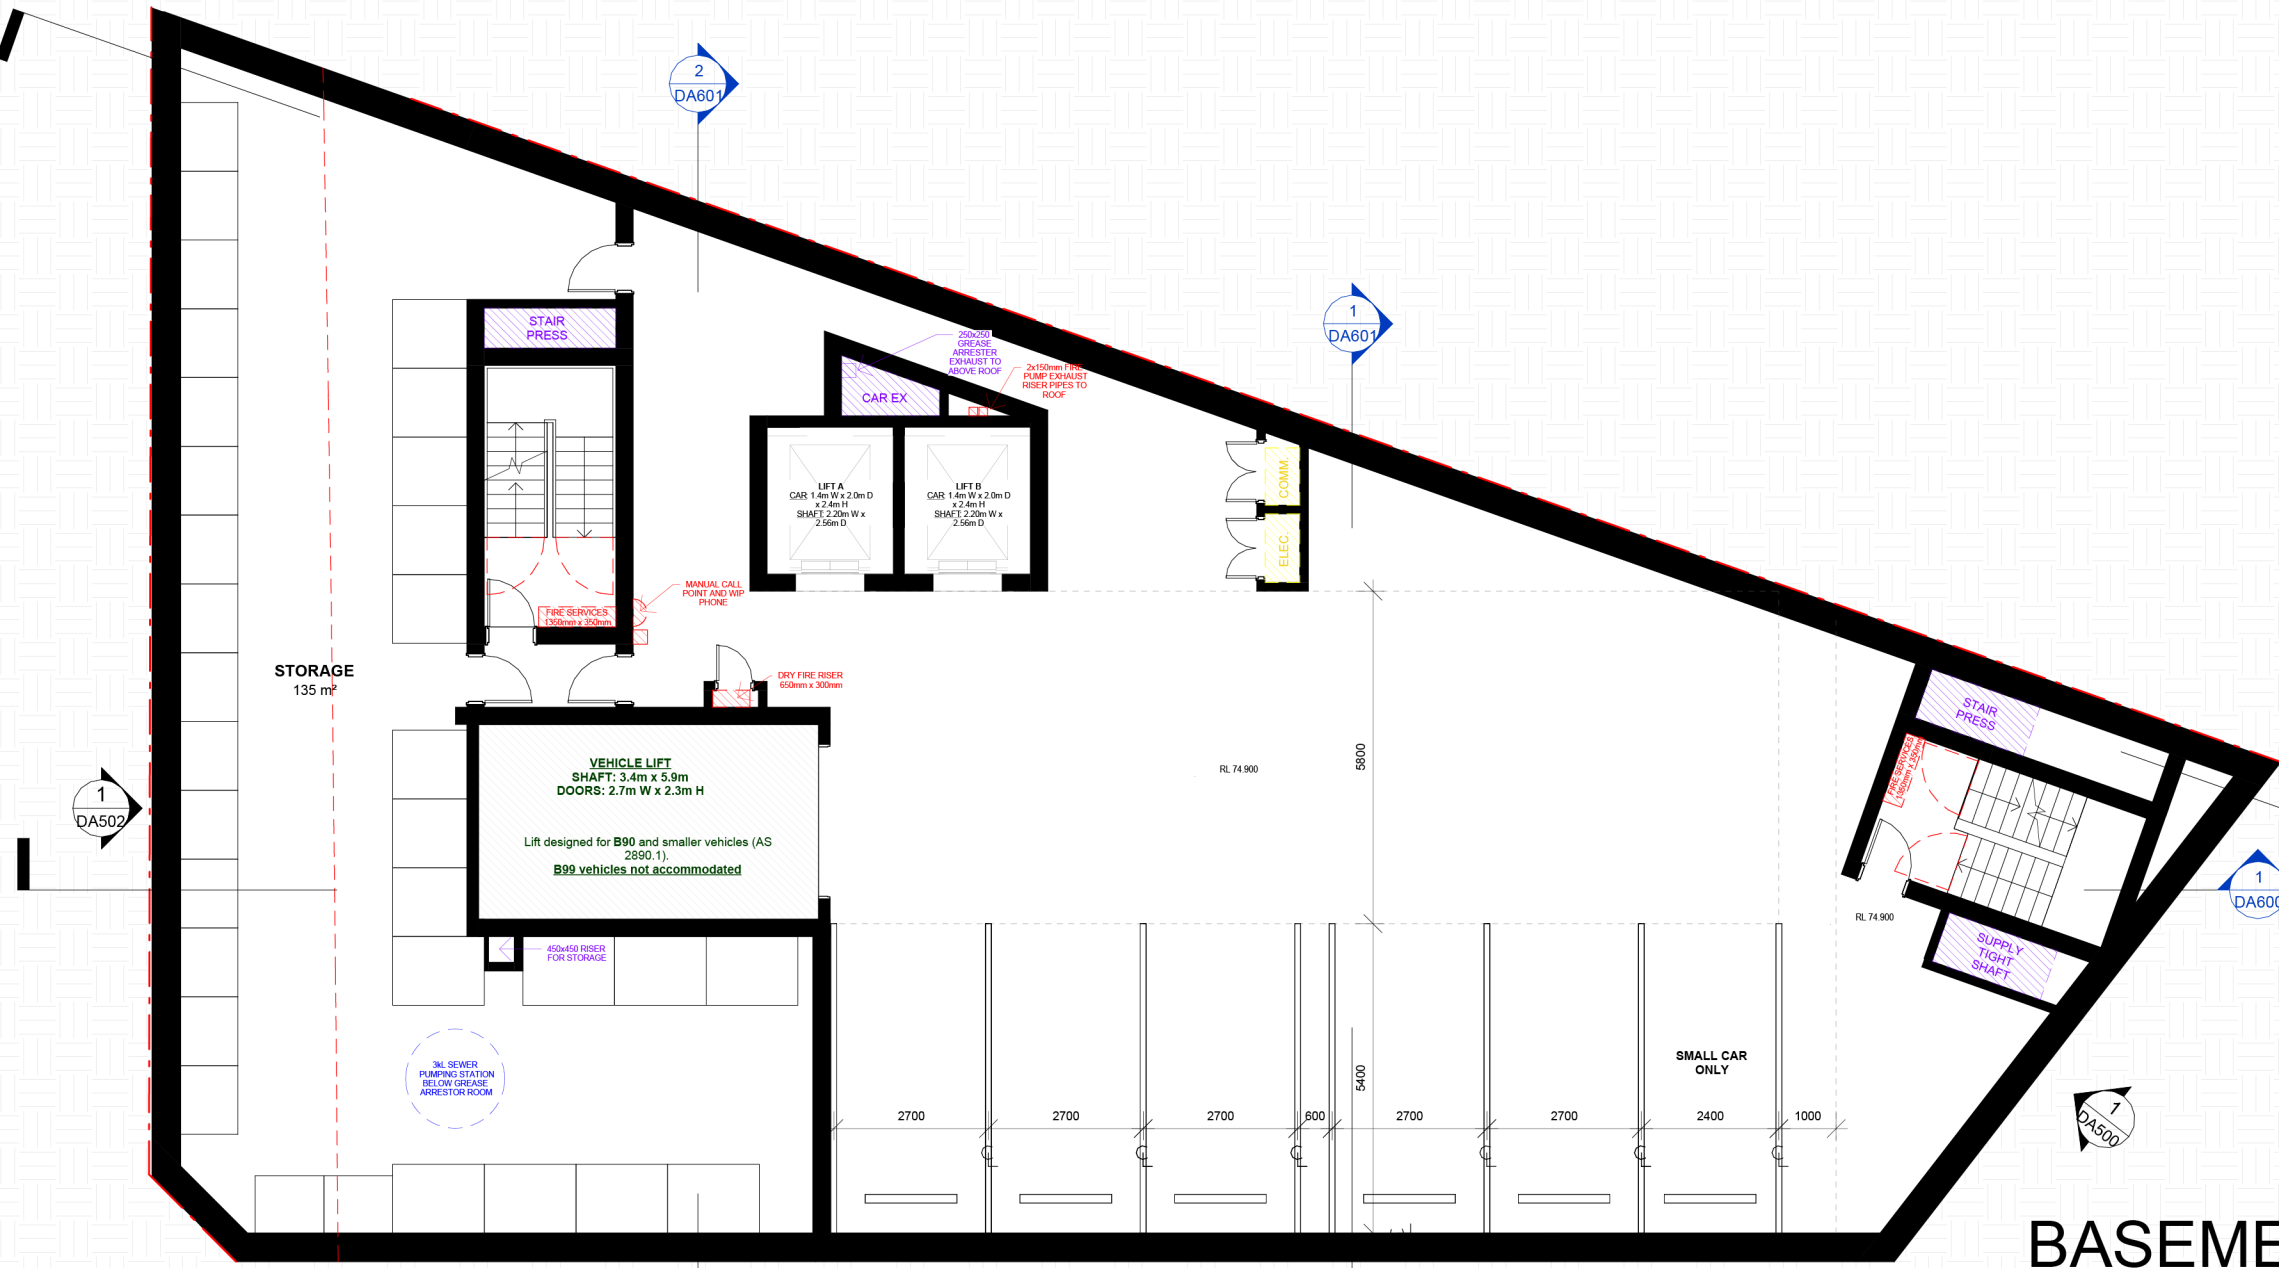 2
DA601
1
DA601
STAIR
PRESS
250x250
GREASE
ARRESTER
EXHAUST TO
ABOVE ROOF
2x150mm FIRE
PUMP EXHAUST
RISER PIPES TO
ROOF
CAR EX
LIFT A
CAR: 1.4m W x 2.0m D
x 2.4m H
SHAFT: 2.20m W x
2.56m D
LIFT B
CAR: 1.4m W x 2.0m D
x 2.4m H
SHAFT: 2.20m W x
2.56m D
COMM.
ELEC.
MANUAL CALL
POINT AND WIP
PHONE
FIRE SERVICES
1350mm x 350mm
STORAGE
135 m²
DRY FIRE RISER
650mm x 300mm
STAIR
PRESS
FIRE SERVICES
1350mm x 350mm
VEHICLE LIFT
SHAFT: 3.4m x 5.9m
DOORS: 2.7m W x 2.3m H
Lift designed for B90 and smaller vehicles (AS
2890.1).
B99 vehicles not accommodated
RL 74.900
5800
1
DA502
1
DA600
RL 74.900
450x450 RISER
FOR STORAGE
SUPPLY
TIGHT
SHAFT
3kL SEWER
PUMPING STATION
BELOW GREASE
ARRESTOR ROOM
SMALL CAR
ONLY
5400
2700
2700
2700
600
2700
2700
2400
1000
1
DA500
BASEME